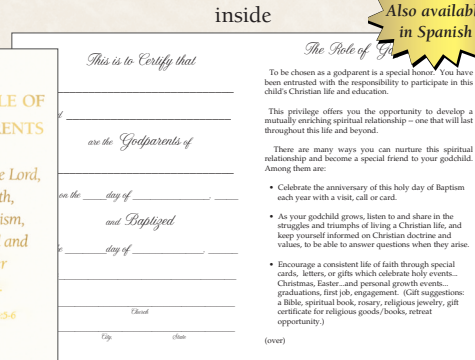 inside
Also availabl
in Spanish
LE OF
ENTS
e Lord,
th,
ism,
l and
r
:5-6
This is to Certify that
are the Godparents of
on the day of , 
and Baptized
day of , 
Church
City, State
The Role of G
To be chosen as a godparent is a special honor. You have
been entrusted with the responsibility to participate in this
child's Christian life and education.
This privilege offers you the opportunity to develop a
mutually enriching spiritual relationship – one that will last
throughout this life and beyond.
There are many ways you can nurture this spiritual
relationship and become a special friend to your godchild.
Among them are:
• Celebrate the anniversary of this holy day of Baptism
each year with a visit, call or card.
• As your godchild grows, listen to and share in the
struggles and triumphs of living a Christian life, and
keep yourself informed on Christian doctrine and
values, to be able to answer questions when they arise.
• Encourage a consistent life of faith through special
cards, letters, or gifts which celebrate holy events...
Christmas, Easter...and personal growth events...
graduations, first job, engagement. (Gift suggestions:
a Bible, spiritual book, rosary, religious jewelry, gift
certificate for religious goods/books, retreat
opportunity.)
(over)